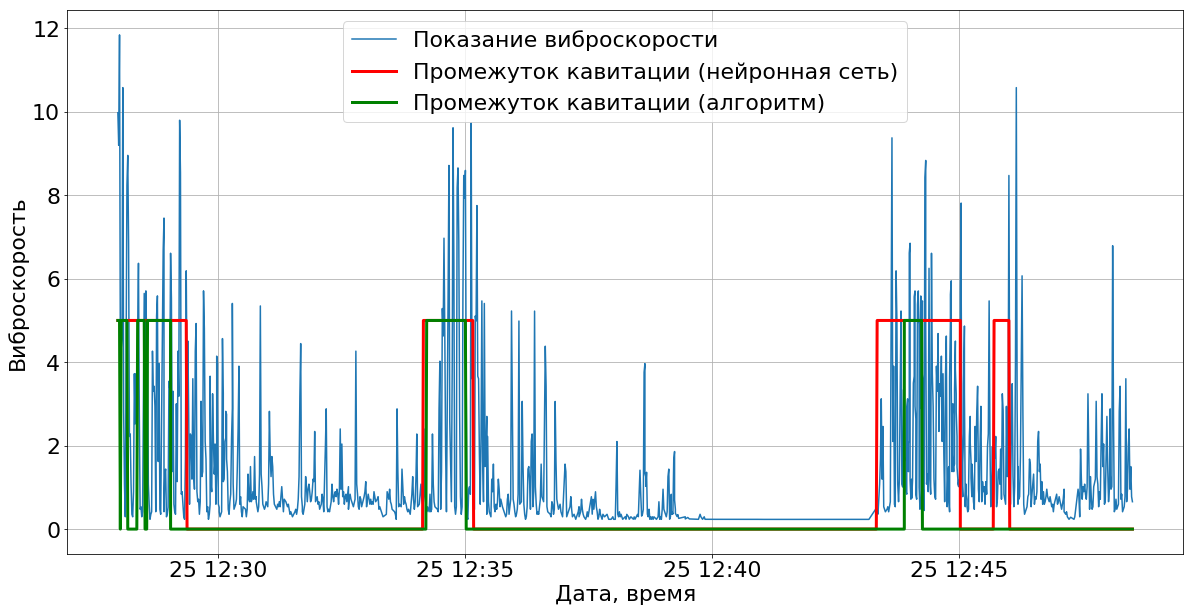 Показание виброскорости
Промежуток кавитации (нейронная сеть)
Промежуток кавитации (алгоритм)
Виброскорость
12
10
8
6
4
2
0
25 12:30 25 12:35 25 12:40 25 12:45
Дата, время